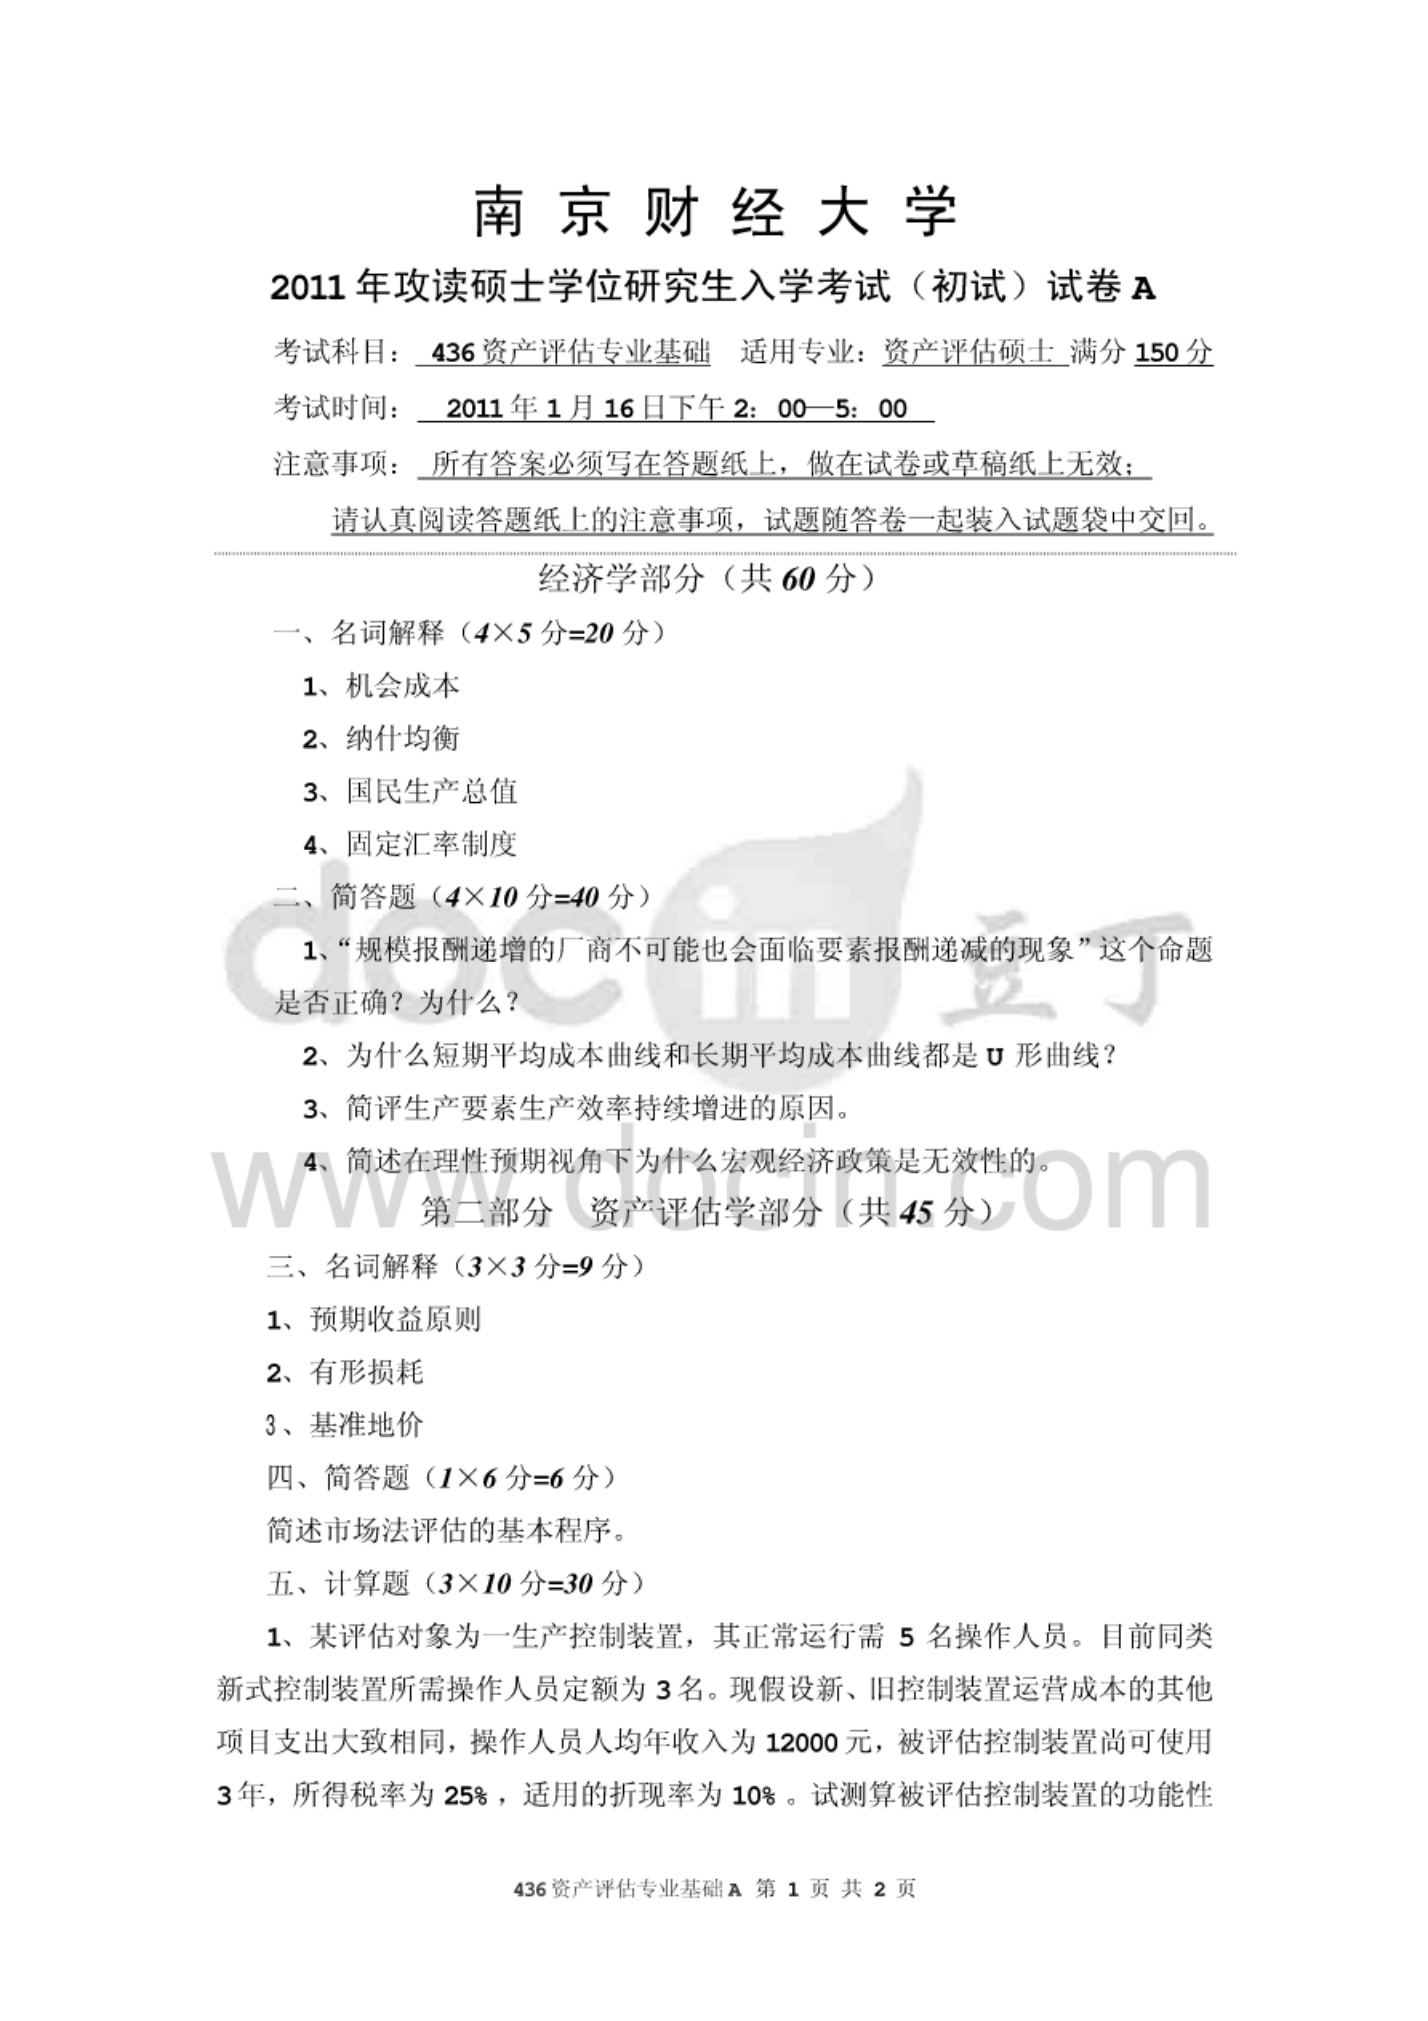 南京财经大学
2011年攻读硕士学位研究生入学考试（初试）试卷A
考试科目： 436资产评估专业基础 适用专业：资产评估硕士 满分150分
考试时间： 2011年1月16日下午2：00—5：00
注意事项： 所有答案必须写在答题纸上，做在试卷或草稿纸上无效；
请认真阅读答题纸上的注意事项，试题随答卷一起装入试题袋中交回。
经济学部分（共60分）
一、名词解释（4×5分=20分）
1、机会成本
2、纳什均衡
3、国民生产总值
4、固定汇率制度
二、简答题（4×10分=40分）
1、“规模报酬递增的厂商不可能也会面临要素报酬递减的现象”这个命题
是否正确？为什么？
2、为什么短期平均成本曲线和长期平均成本曲线都是U形曲线？
3、简评生产要素生产效率持续增进的原因。
4、简述在理性预期视角下为什么宏观经济政策是无效性的。
第二部分 资产评估学部分（共45分）
三、名词解释（3×3分=9分）
1、预期收益原则
2、有形损耗
3、基准地价
四、简答题（1×6分=6分）
简述市场法评估的基本程序。
五、计算题（3×10分=30分）
1、某评估对象为一生产控制装置，其正常运行需 5 名操作人员。目前同类
新式控制装置所需操作人员定额为3名。现假设新、旧控制装置运营成本的其他
项目支出大致相同，操作人员人均年收入为12000元，被评估控制装置尚可使用
3年，所得税率为25%，适用的折现率为10%。试测算被评估控制装置的功能性
436资产评估专业基础A 第 1 页 共 2 页
docin 豆丁
www.docin.com